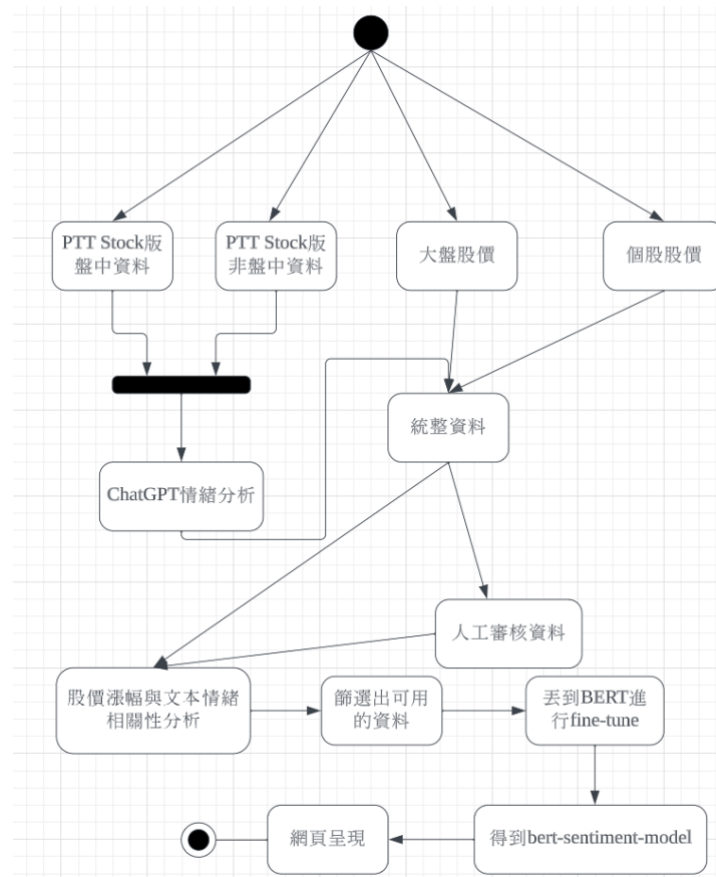 PTT Stock版
盤中資料
PTT Stock版
非盤中資料
大盤股價
個股股價
統整資料
ChatGPT情緒分析
人工審核資料
股價漲幅與文本情緒
相關性分析
篩選出可用
的資料
丟到BERT進
行fine-tune
網頁呈現
得到bert-sentiment-model